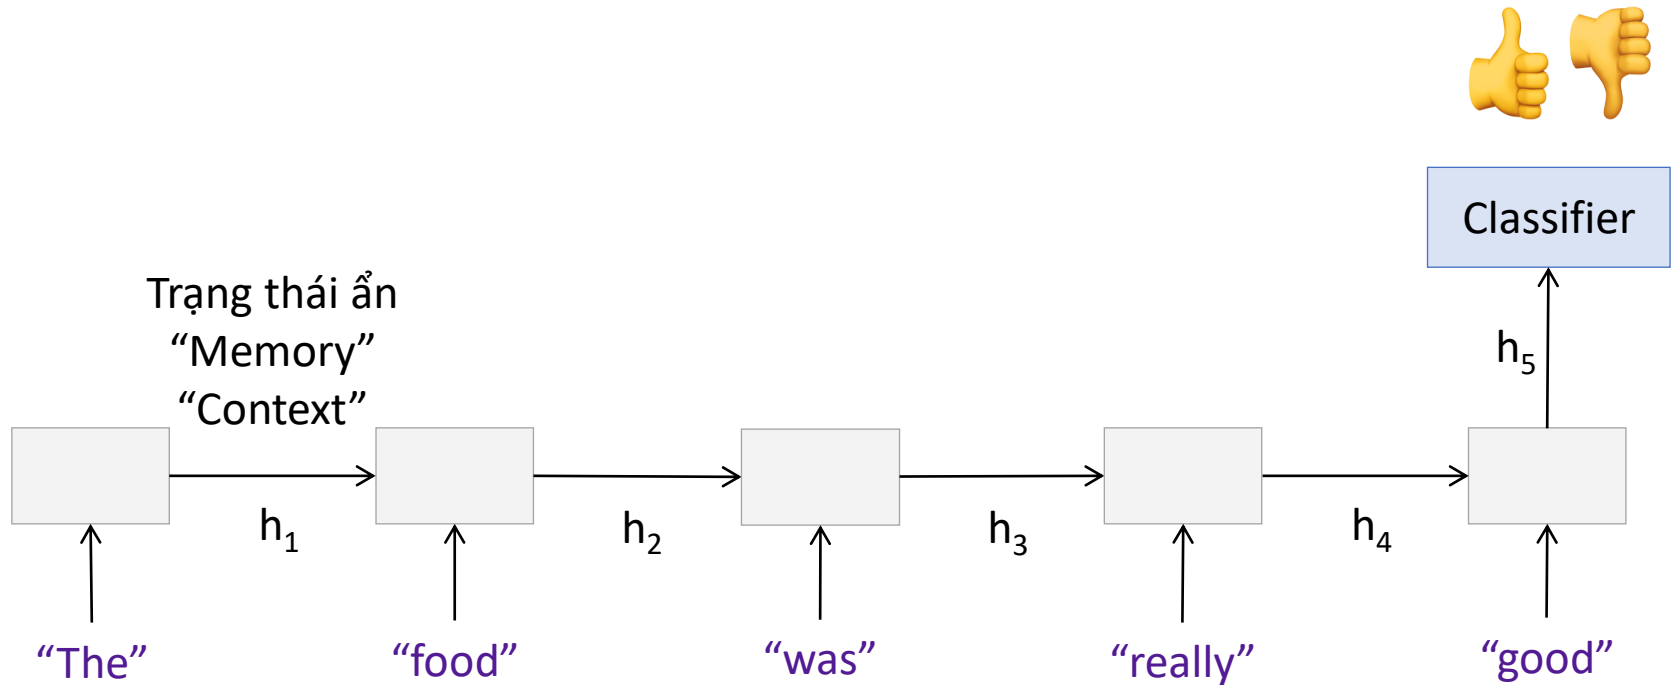 Classifier
Trạng thái ẩn
“Memory”
“Context”
h₅
h₁
h₂
h₃
h₄
“The”
“food”
“was”
“really”
“good”